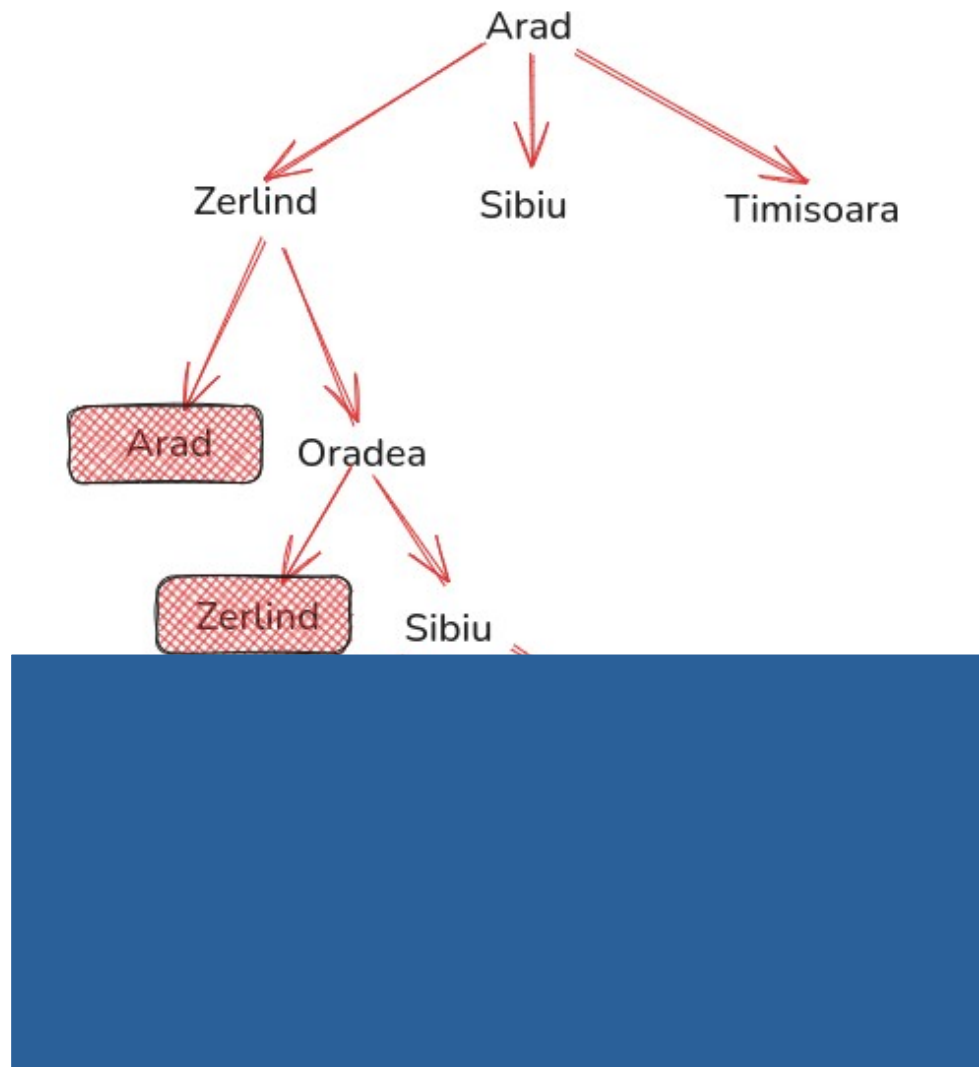 Arad
Zerlind
Sibiu
Timisoara
Arad
Oradea
Zerlind
Sibiu